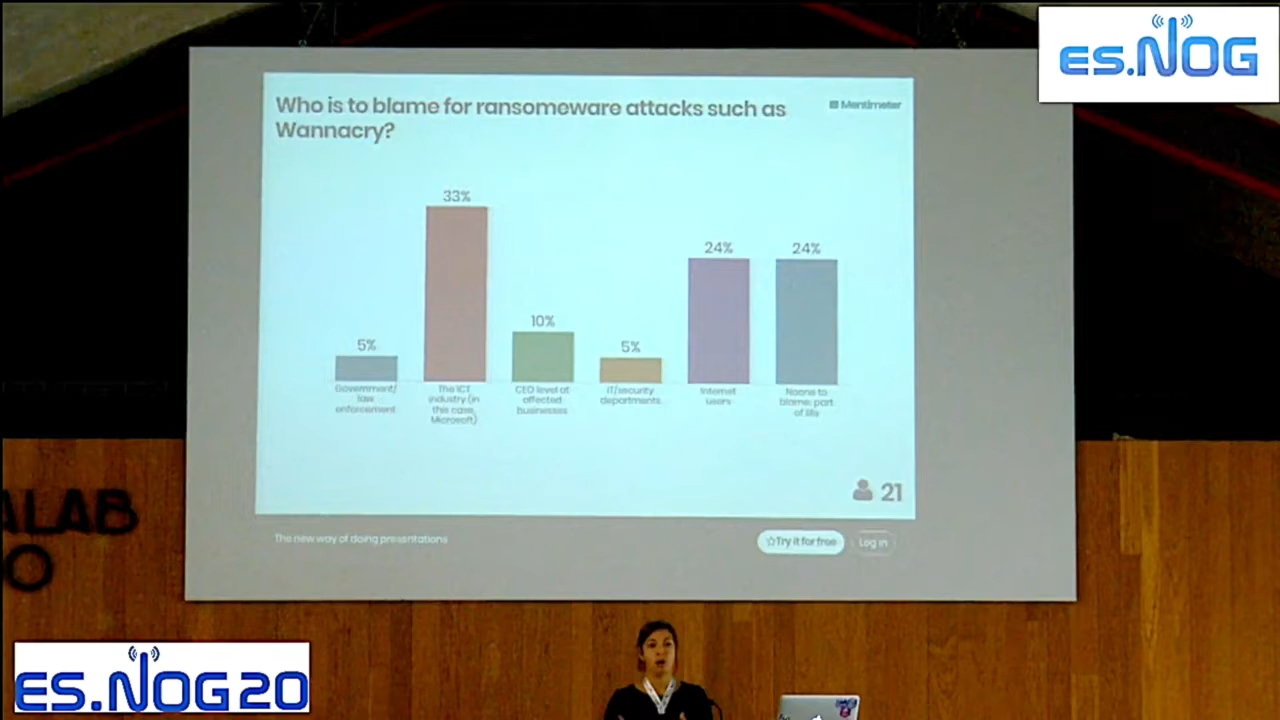 es.NOG
Who is to blame for ransomeware attacks such as
Wannacry?
Mentimeter
33%
24%
24%
10%
5%
5%
Government/
law
enforcement
The ICT
industry (in
this case,
Microsoft)
CEO level at
affected
businesses
IT/security
departments
Internet
users
Noone to
blame; part
of life
21
The new way of doing presentations
Try it for free
Log in
ALAB
O
ES.NOG20